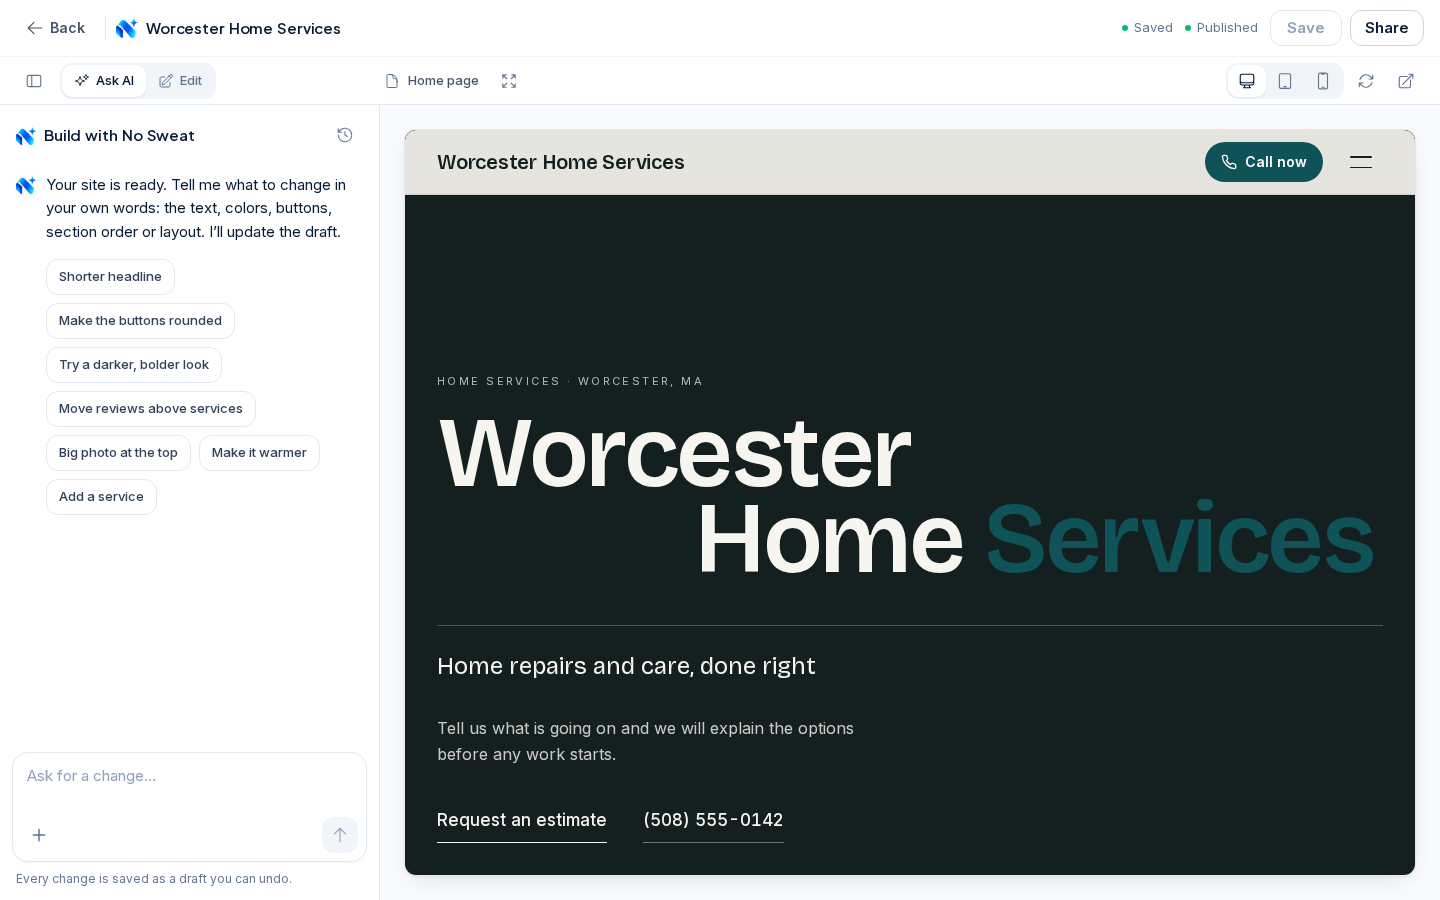 Back
Worcester Home Services
Saved
Published
Save
Share
Ask AI
Edit
Home page
Build with No Sweat
Your site is ready. Tell me what to change in
your own words: the text, colors, buttons,
section order or layout. I’ll update the draft.
Shorter headline
Make the buttons rounded
Try a darker, bolder look
Move reviews above services
Big photo at the top
Make it warmer
Add a service
Ask for a change...
Every change is saved as a draft you can undo.
Worcester Home Services
Call now
HOME SERVICES · WORCESTER, MA
Worcester
Home Services
Home repairs and care, done right
Tell us what is going on and we will explain the options
before any work starts.
Request an estimate
(508) 555-0142